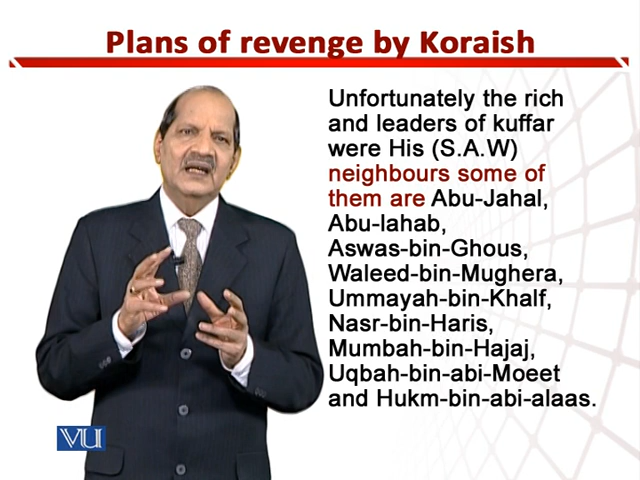 Plans of revenge by Koraish
Unfortunately the rich
and leaders of kuffar
were His (S.A.W)
neighbours some of
them are Abu-Jahal,
Abu-lahab,
Aswas-bin-Ghous,
Waleed-bin-Mughera,
Ummayah-bin-Khalf,
Nasr-bin-Haris,
Mumbah-bin-Hajaj,
Uqbah-bin-abi-Moeet
and Hukm-bin-abi-alaas.
VU